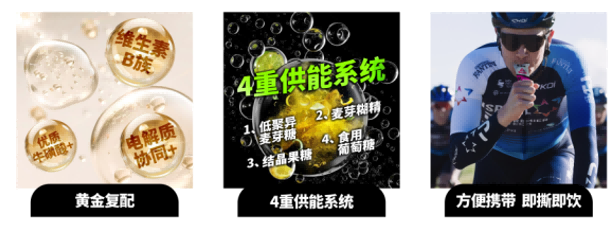 维生素
B族
优质
牛磺酸+
电解质
协同+
黄金复配
4重供能系统
1、低聚异
麦芽糖
2、麦芽糊精
3、结晶果糖
4、食用
葡萄糖
4重供能系统
方便携带 即撕即饮